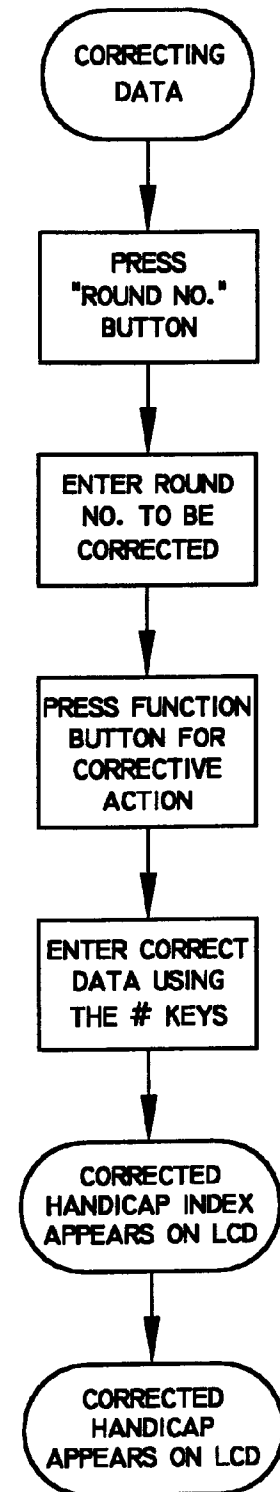 CORRECTING
DATA
PRESS
"ROUND NO."
BUTTON
ENTER ROUND
NO. TO BE
CORRECTED
PRESS FUNCTION
BUTTON FOR
CORRECTIVE
ACTION
ENTER CORRECT
DATA USING
THE # KEYS
CORRECTED
HANDICAP INDEX
APPEARS ON LCD
CORRECTED
HANDICAP
APPEARS ON LCD